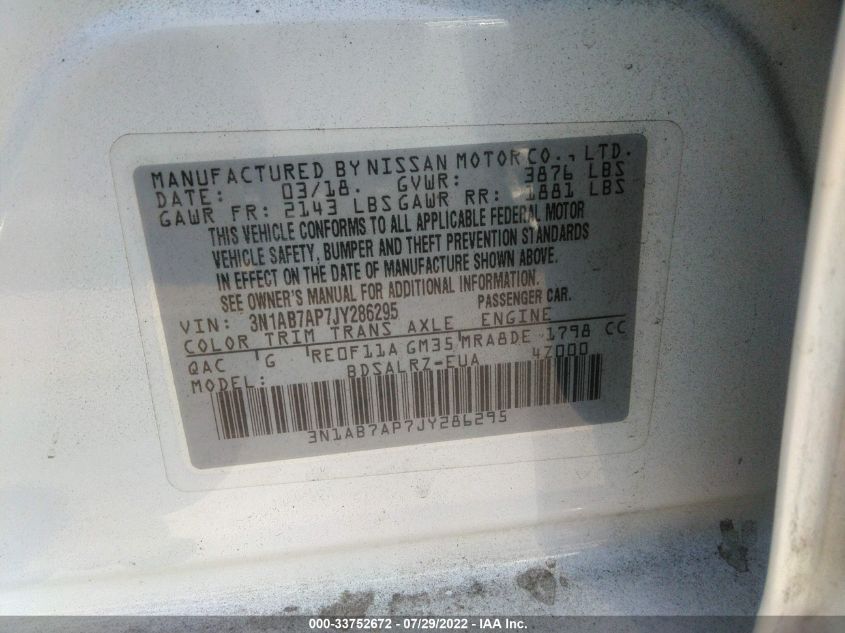 MANUFACTURED BY NISSAN MOTOR CO., LTD.
DATE: 03/18. GVWR: 3876 LBS
GAWR FR: 2143 LBS GAWR RR: 1881 LBS
THIS VEHICLE CONFORMS TO ALL APPLICABLE FEDERAL MOTOR
VEHICLE SAFETY, BUMPER AND THEFT PREVENTION STANDARDS
IN EFFECT ON THE DATE OF MANUFACTURE SHOWN ABOVE.
SEE OWNER'S MANUAL FOR ADDITIONAL INFORMATION.
VIN: 3N1AB7AP7JY286295 PASSENGER CAR.
COLOR TRIM TRANS AXLE ENGINE
QAC G RE0F11A GM35 MRA8DE 1798 CC
MODEL: BDSALRZ-EUA 4Z000
3N1AB7AP7JY286295
000-33752672 - 07/29/2022 - IAA Inc.